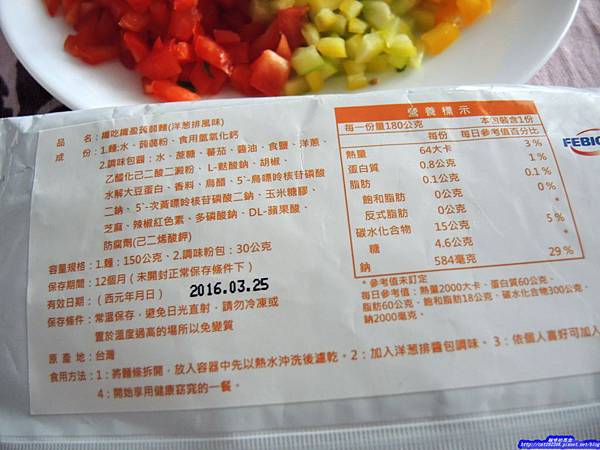 品　名：纖吃纖盈蒟蒻麵(洋蔥排風味)
成　份：1.麵:水、蒟蒻粉、食用氫氧化鈣
2.調味包醬：水、蔗糖、蕃茄、醬油、食鹽、洋蔥、
乙醯化己二酸二澱粉、L-麩酸鈉、胡椒、
水解大豆蛋白、香料、烏醋、5'-鳥嘌呤核苷磷酸
二鈉、5'-次黃嘌呤核苷磷酸二鈉、玉米糖膠、
芝麻、辣椒紅色素、多磷酸鈉、DL-蘋果酸、
防腐劑(己二烯酸鉀)
容量規格：1.麵：150公克、2.調味粉包：30公克
保存期間：12個月(未開封正常保存條件下)
有效日期：(西元年月日) 2016.03.25
保存條件：常溫保存，避免日光直射，請勿冷凍或
置於溫度過高的場所以免變質
原 產 地：台灣
食用方法：1：將麵條拆開，放入容器中先以熱水沖洗後濾乾。2：加入洋蔥排醬包調味。3：依個人喜好可加入
4：開始享用健康窈窕的一餐。
營養標示
每一份量180公克 本包裝含1份
每份 每日參考值百分比
熱量 64大卡 3%
蛋白質 0.8公克 1%
脂肪 0.1公克 0.1%
飽和脂肪 0公克 0%
反式脂肪 0公克 *
碳水化合物 15公克 5%
糖 4.6公克 *
鈉 584毫克 29%
*參考值未訂定
每日參考值：熱量2000大卡、蛋白質60公克、
脂肪60公克、飽和脂肪18公克、碳水化合物300公克、
鈉2000毫克。